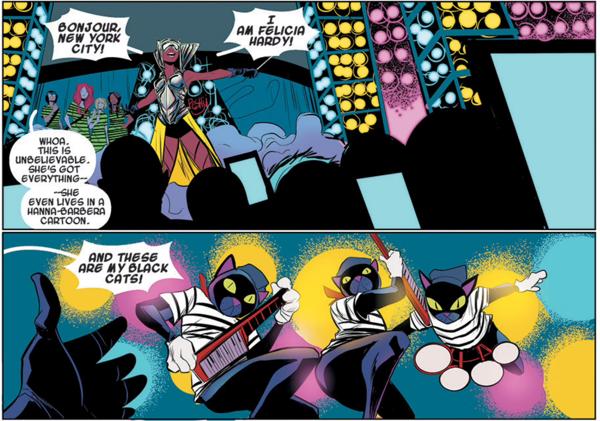 BONJOUR,
NEW YORK
CITY!
I
AM FELICIA
HARDY!
WHOA.
THIS IS
UNBELIEVABLE.
SHE'S GOT
EVERYTHING--
--SHE
EVEN LIVES IN A
HANNA-BARBERA
CARTOON.
AND THESE
ARE MY BLACK
CATS!